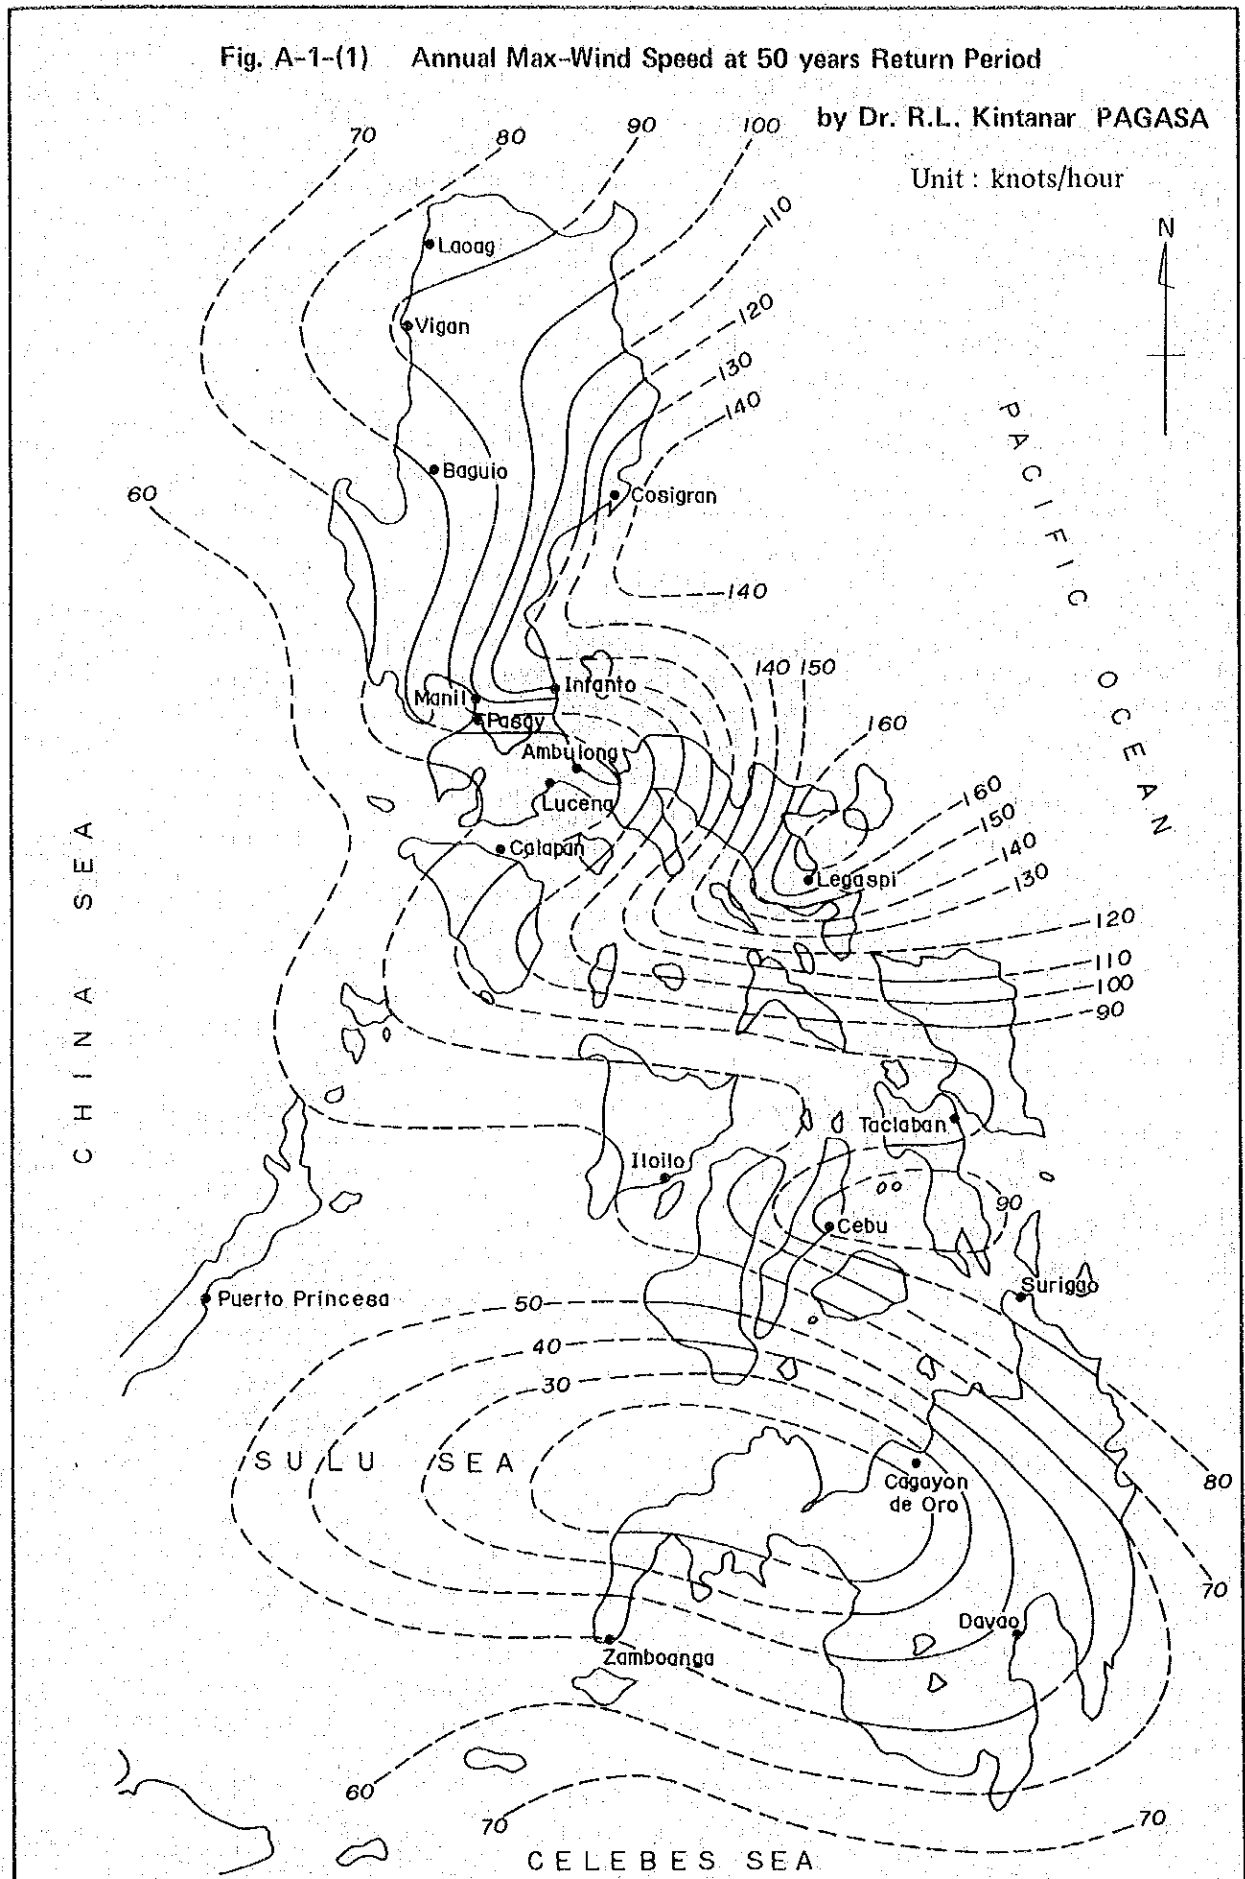 Fig. A-1-(1) Annual Max-Wind Speed at 50 years Return Period
by Dr. R.L. Kintanar PAGASA
Unit : knots/hour
70
80
90
100
110
N
Laoag
Vigan
120
130
140
PACIFIC OCEAN
Baguio
Cosigran
60
140
140
150
Infanto
Manil
Pasay
160
Ambulong
Lucena
160
150
140
130
Calapan
Legaspi
CHINA SEA
120
110
100
90
Taclaban
Iloilo
90
Cebu
Suriggo
Puerto Princesa
50
40
30
SULU SEA
Cagayon
de Oro
80
70
Davao
Zamboanga
60
70
70
CELEBES SEA